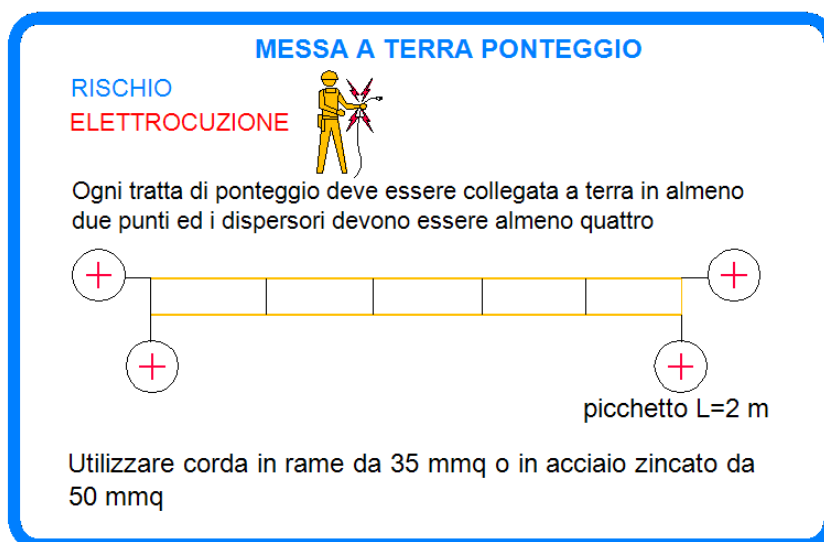 MESSA A TERRA PONTEGGIO
RISCHIO
ELETTROCUZIONE
Ogni tratta di ponteggio deve essere collegata a terra in almeno
due punti ed i dispersori devono essere almeno quattro
picchetto L=2 m
Utilizzare corda in rame da 35 mmq o in acciaio zincato da
50 mmq